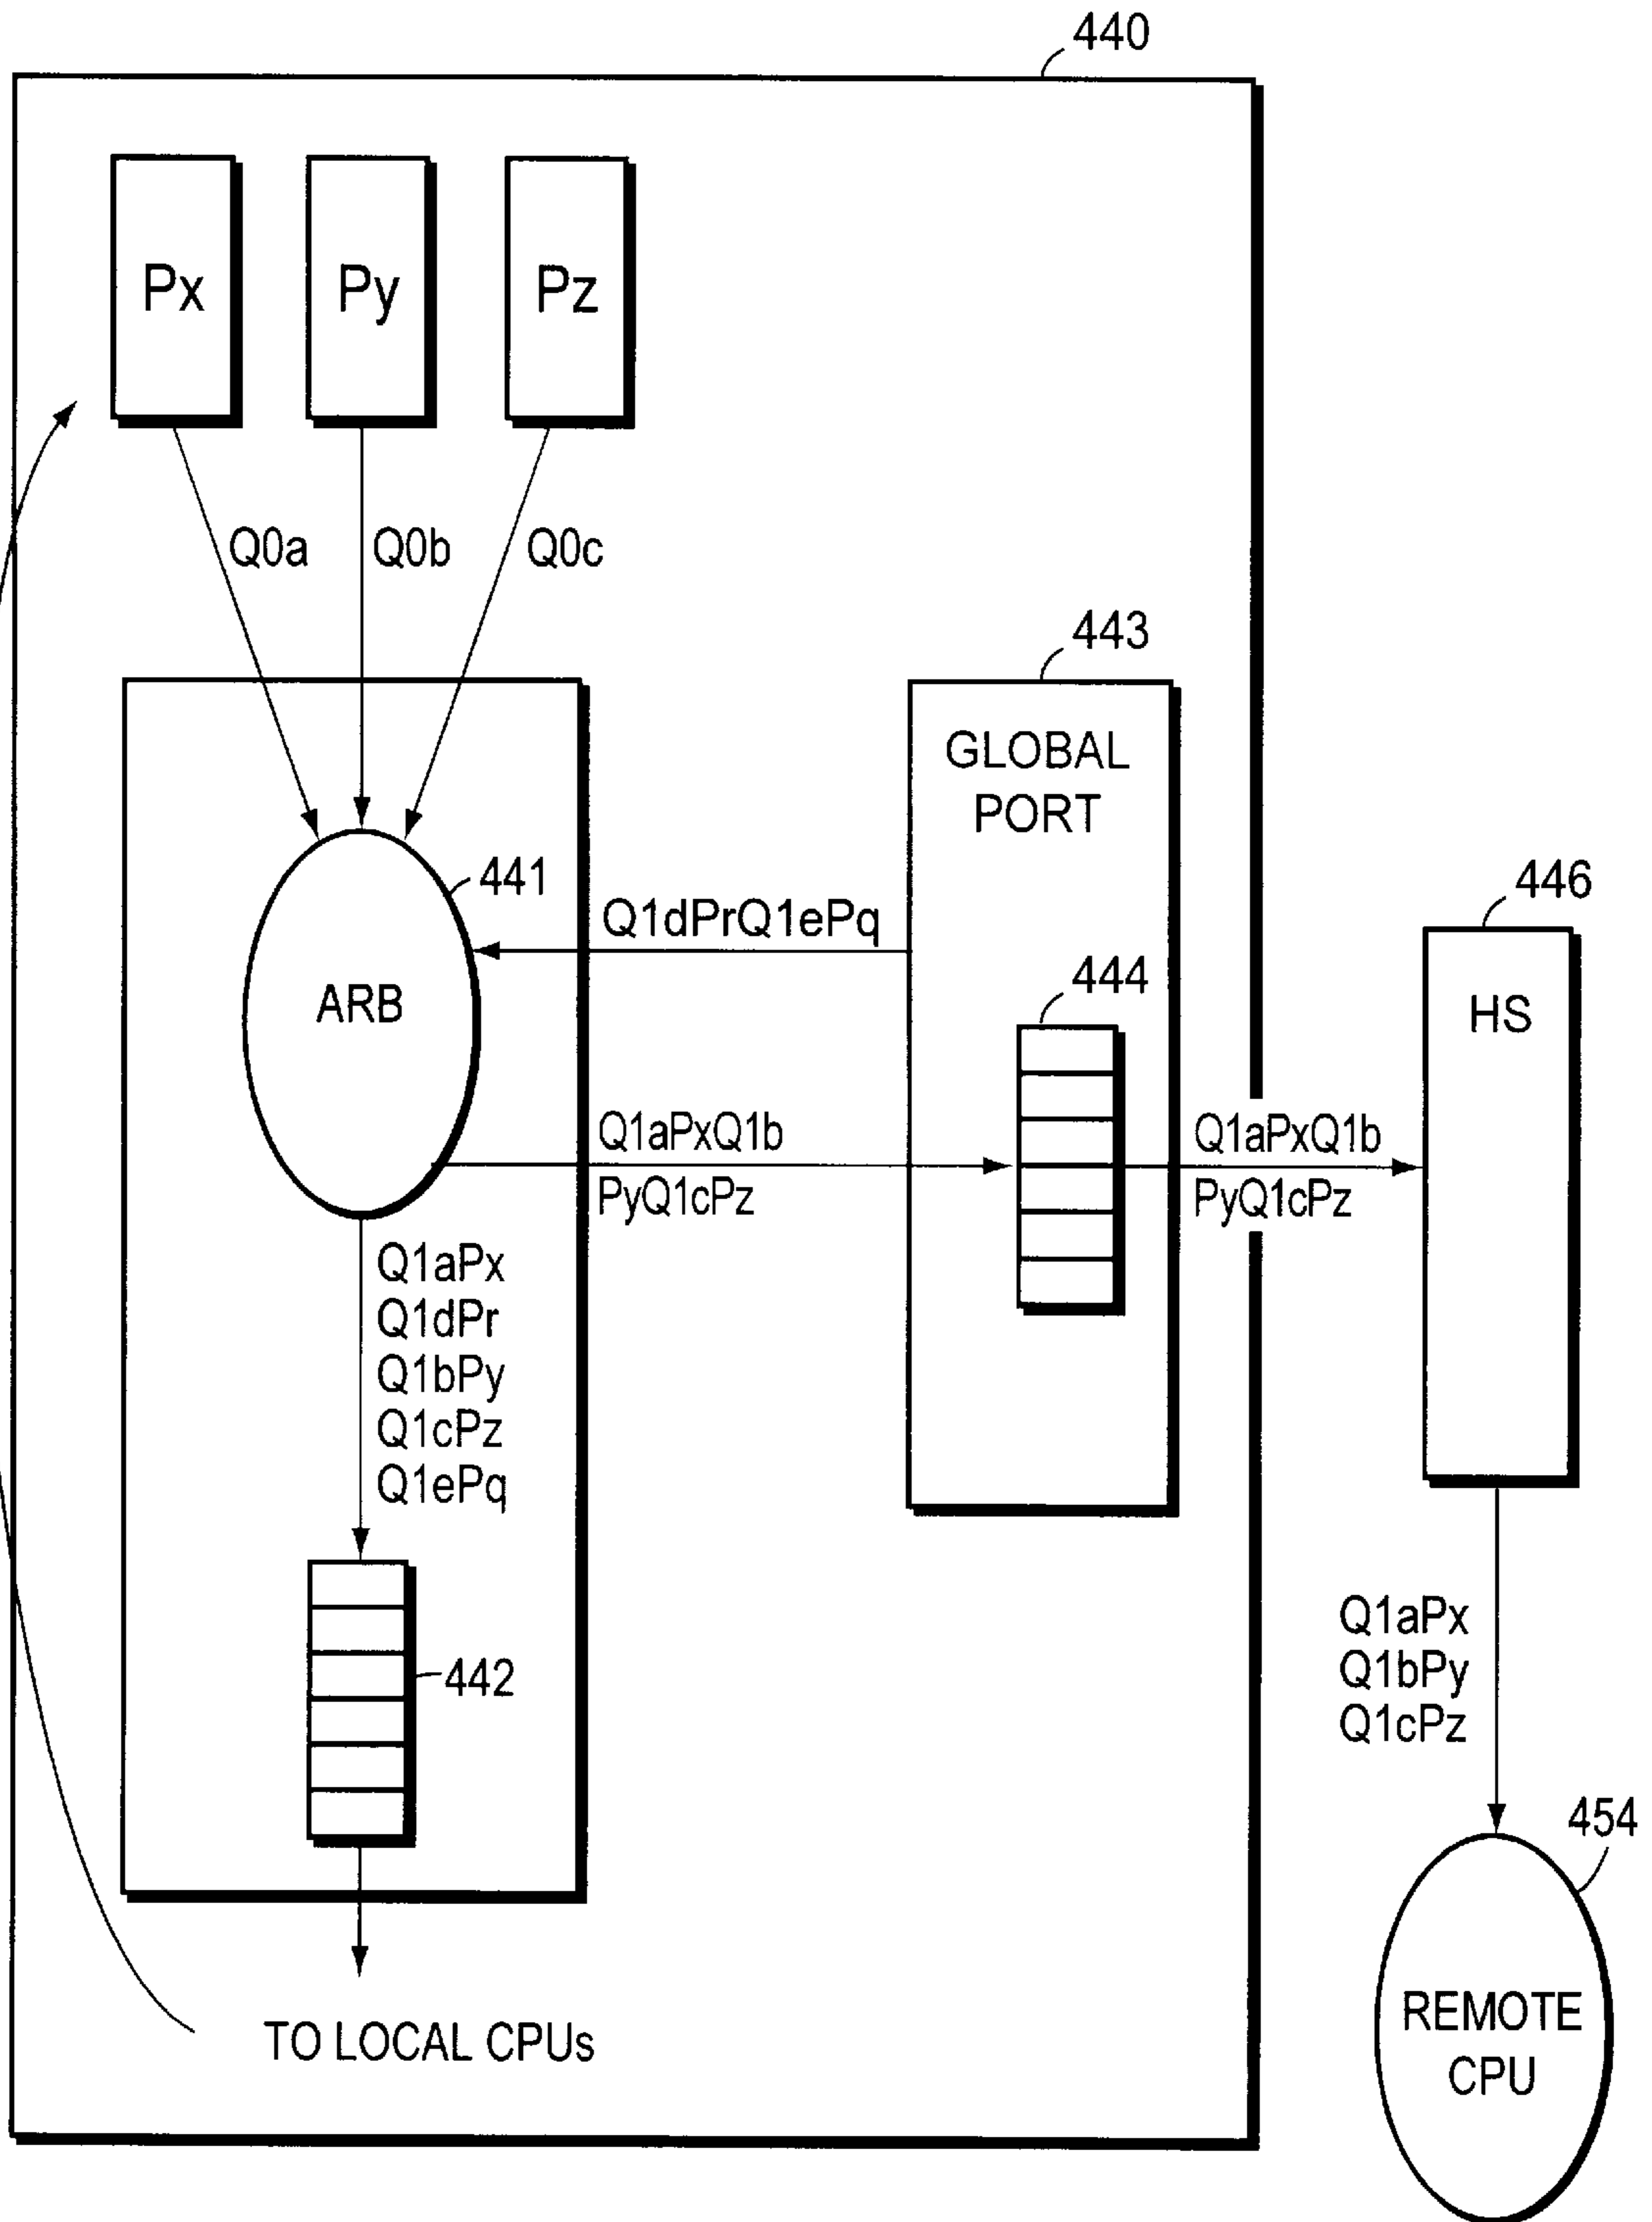 440
Px
Py
Pz
Q0a
Q0b
Q0c
443
GLOBAL
PORT
441
446
Q1dPrQ1ePq
444
ARB
HS
Q1aPxQ1b
PyQ1cPz
Q1aPxQ1b
PyQ1cPz
Q1aPx
Q1dPr
Q1bPy
Q1cPz
Q1ePq
442
Q1aPx
Q1bPy
Q1cPz
454
REMOTE
CPU
TO LOCAL CPUs